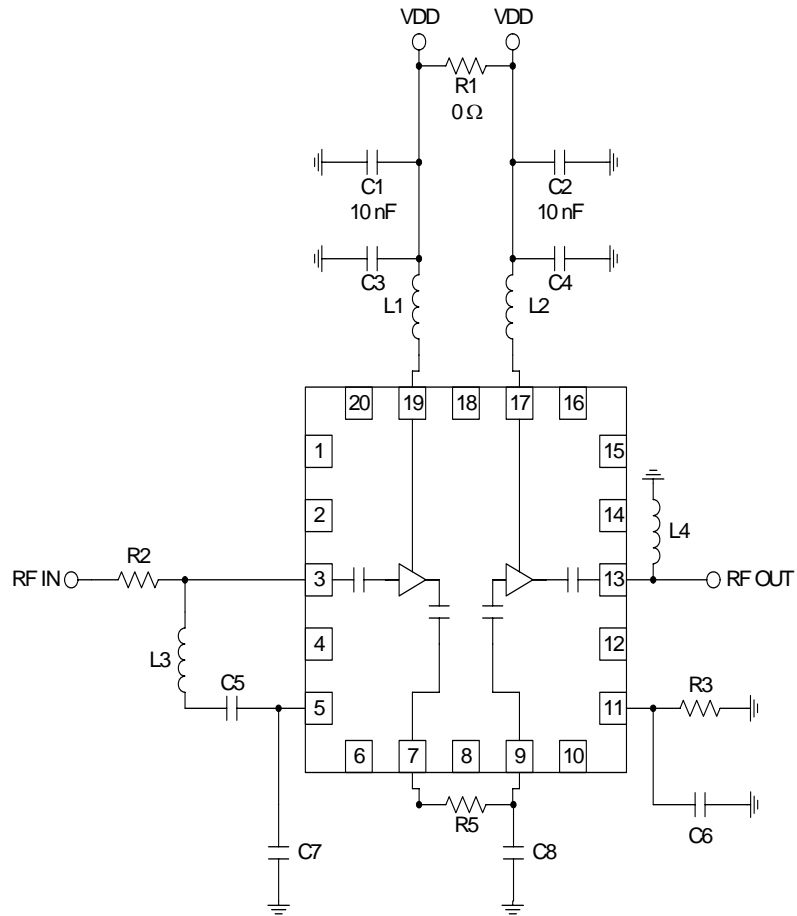 VDD VDD
R1
0 Ω
C1 C2
10 nF 10 nF
C3 C4
L1 L2
20 19 18 17 16
1 15
2 14
L4
RF IN R2 3 13 RF OUT
4 12
L3
C5 R3
5 11
6 7 8 9 10
R5
C6
C7 C8